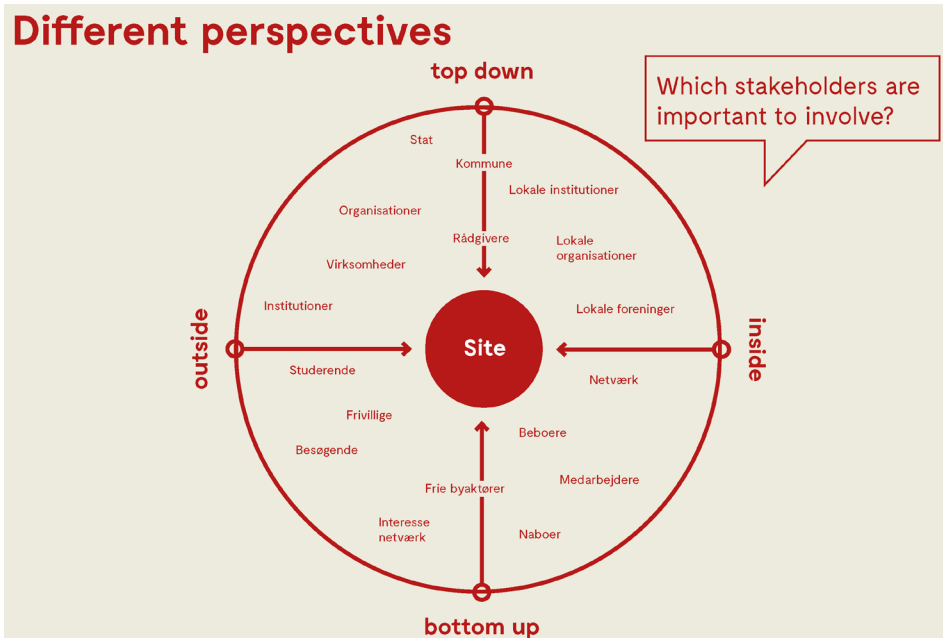 Different perspectives
top down
Which stakeholders are
important to involve?
Stat
Kommune
Lokale institutioner
Organisationer
Rådgivere
Lokale
organisationer
Virksomheder
Institutioner
Lokale foreninger
outside
Site
inside
Studerende
Netværk
Frivillige
Beboere
Besøgende
Medarbejdere
Frie byaktører
Interesse
netværk
Naboer
bottom up